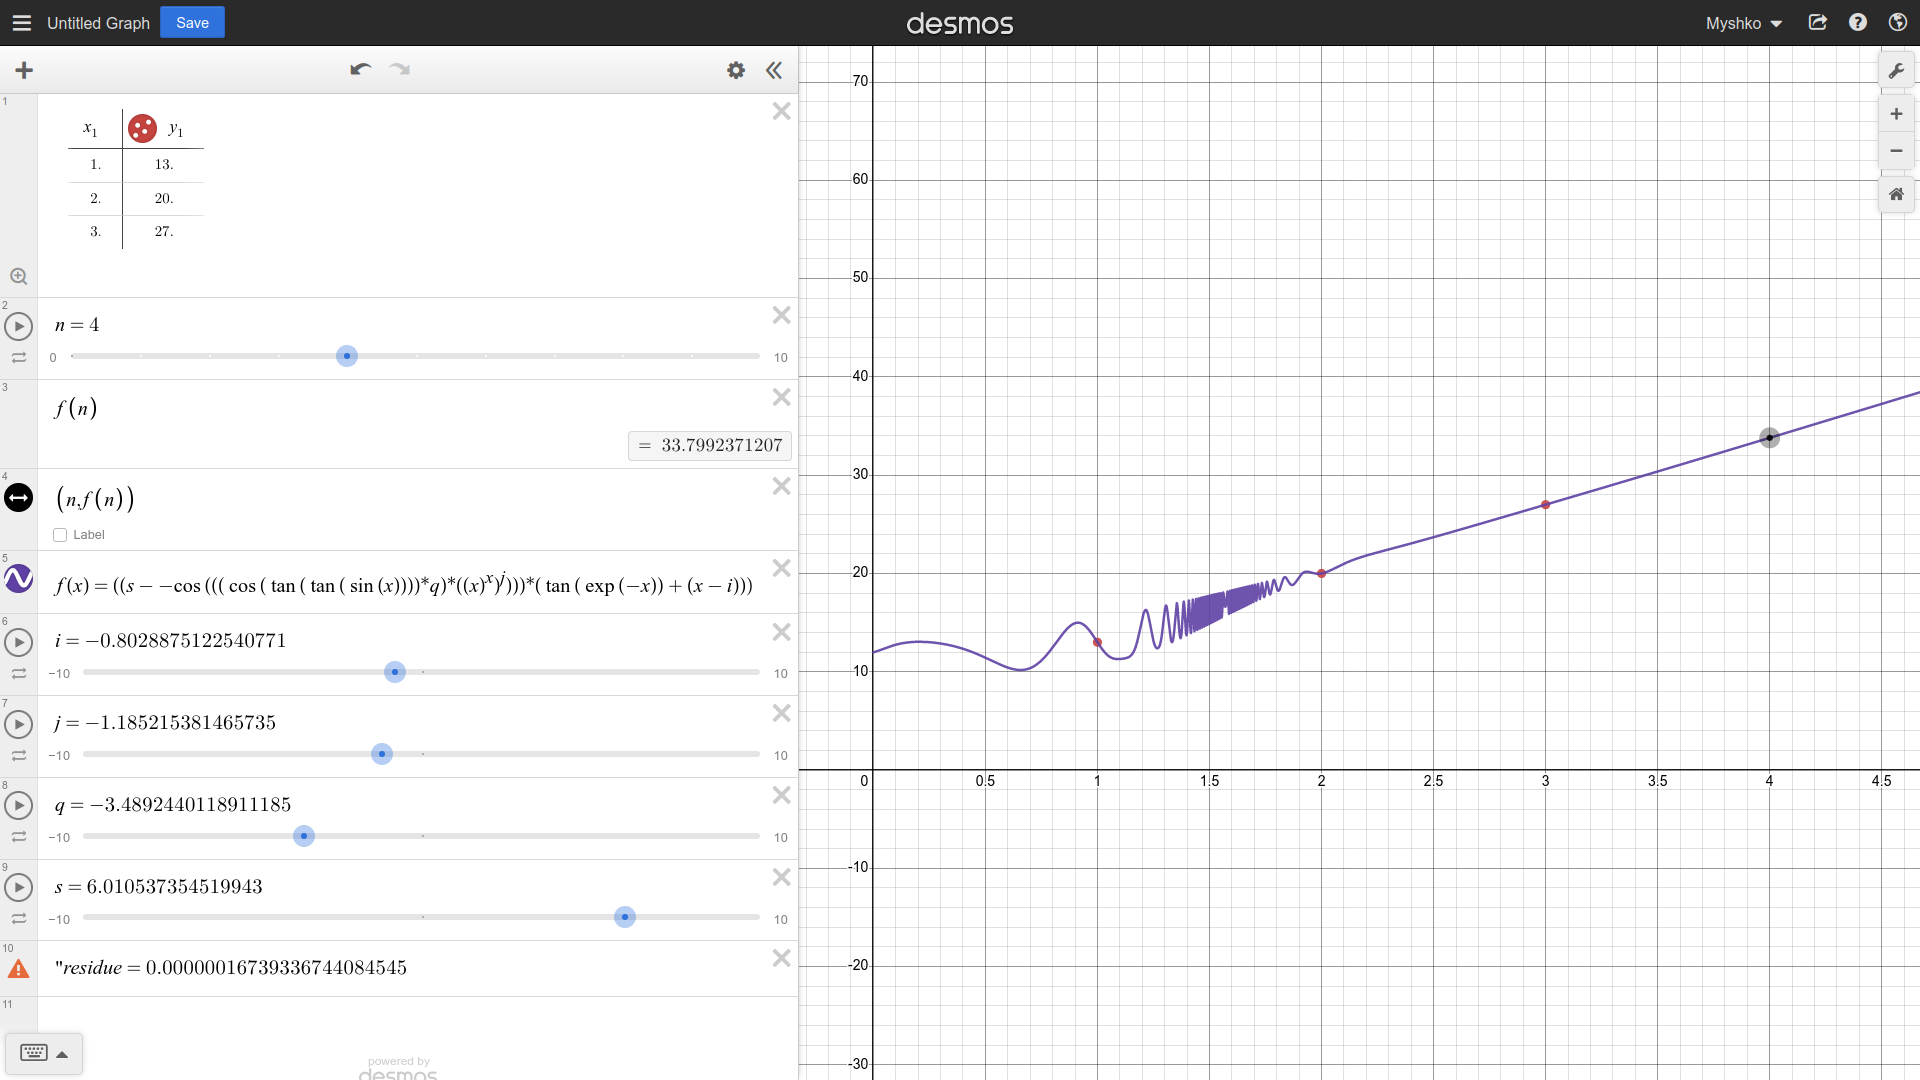 Untitled Graph Save desmos Myshko
1
x₁ y₁
1. 13.
2. 20.
3. 27.
2
n = 4
0 10
3
f(n)
= 33.7992371207
4
(n,f(n))
Label
5
f(x) = ((s − −cos(((cos(tan(tan(sin(x))))*q)*((x)^x)^j)))*(tan(exp(−x)) + (x − i)))
6
i = −0.8028875122540771
−10 10
7
j = −1.185215381465735
−10 10
8
q = −3.4892440118911185
−10 10
9
s = 6.010537354519943
−10 10
10
"residue = 0.00000016739336744084545
11
powered by
desmos
70
60
50
40
30
20
10
0 0.5 1 1.5 2 2.5 3 3.5 4 4.5
-10
-20
-30